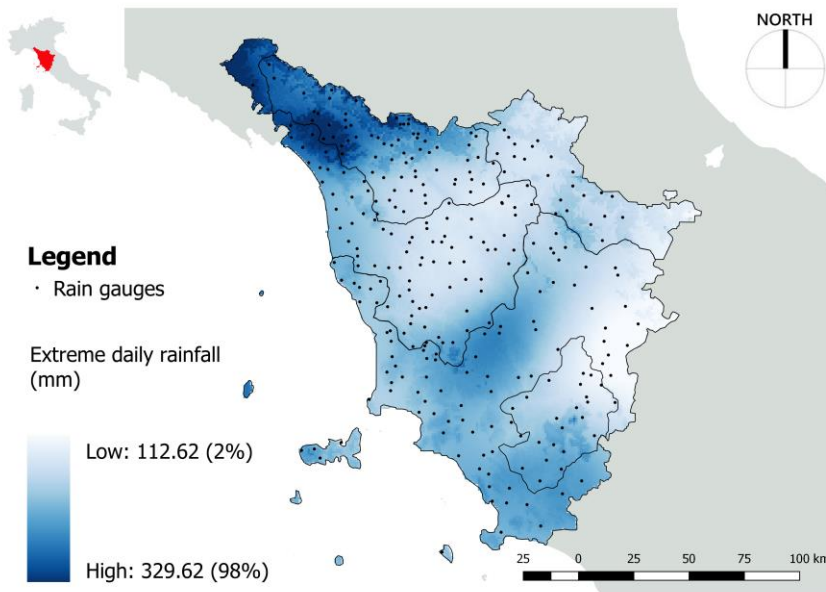 NORTH
Legend
· Rain gauges
Extreme daily rainfall
(mm)
Low: 112.62 (2%)
High: 329.62 (98%)
25 0 25 50 75 100 km